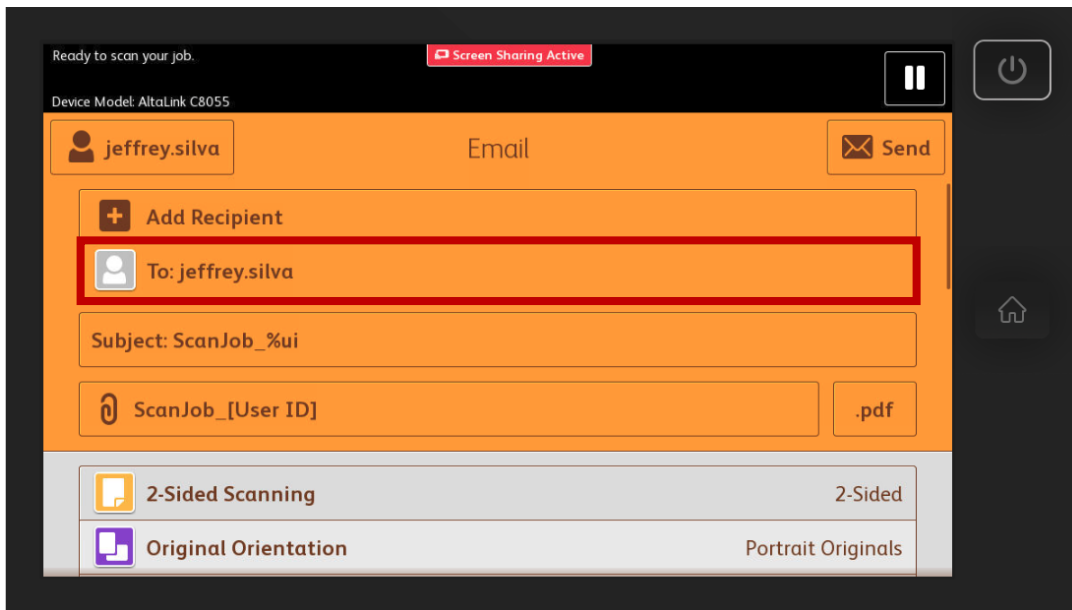 Ready to scan your job.
Screen Sharing Active
Device Model: AltaLink C8055
jeffrey.silva
Email
Send
Add Recipient
To: jeffrey.silva
Subject: ScanJob_%ui
ScanJob_[User ID]
.pdf
2-Sided Scanning
2-Sided
Original Orientation
Portrait Originals